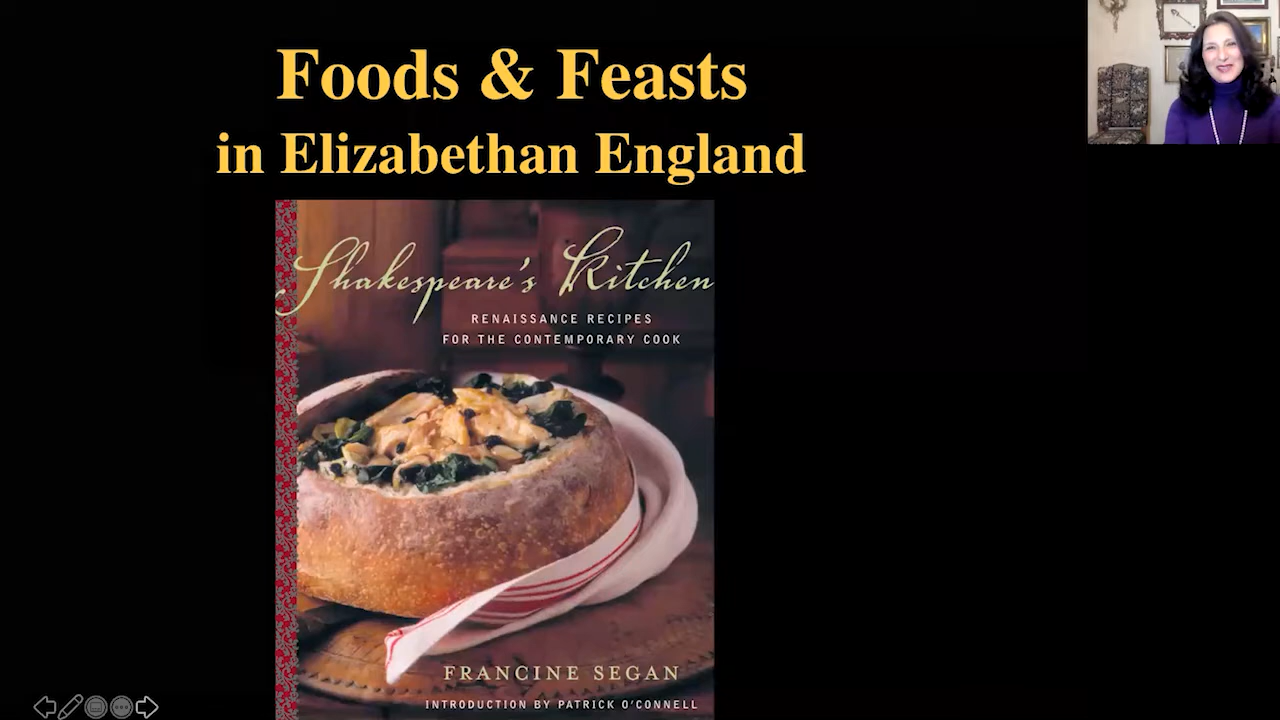 Foods & Feasts
in Elizabethan England
Shakespeare's Kitchen
RENAISSANCE RECIPES
FOR THE CONTEMPORARY COOK
FRANCINE SEGAN
INTRODUCTION BY PATRICK O'CONNELL